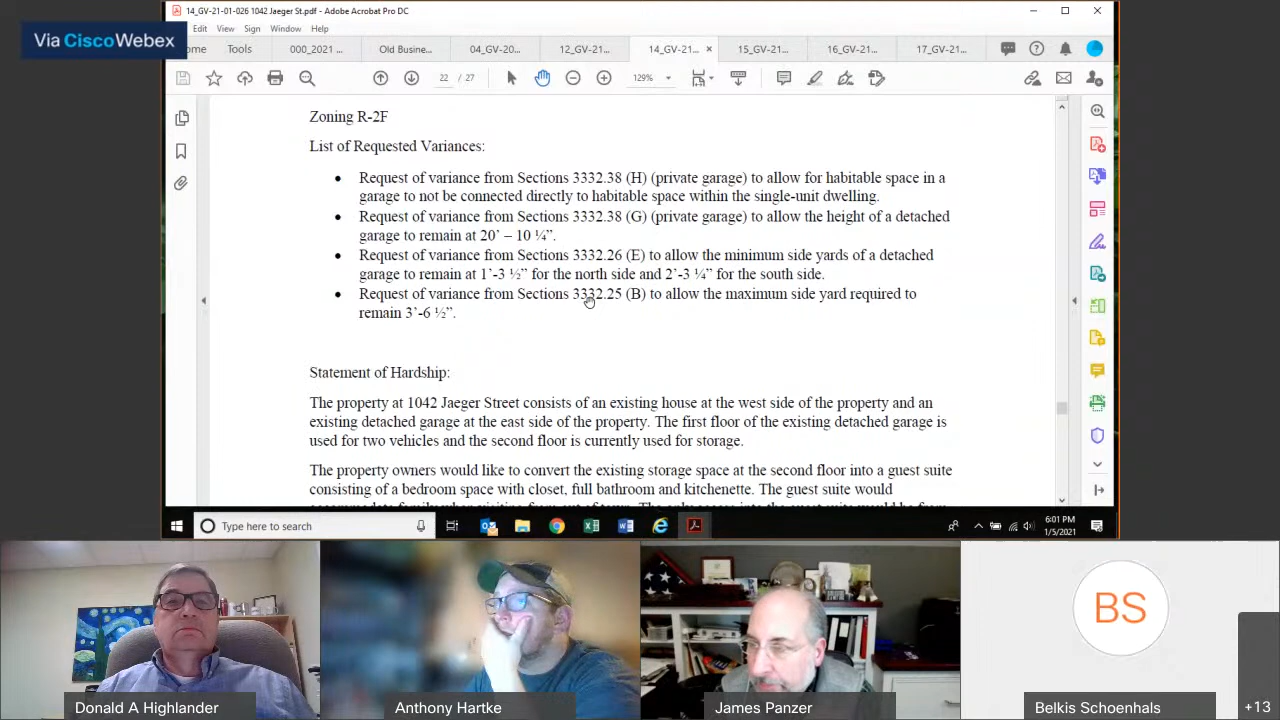 14_GV-21-01-026 1042 Jaeger St.pdf - Adobe Acrobat Pro DC
Via Cisco Webex
Edit View Sign Window Help
ome Tools 000_2021 ... Old Busine... 04_GV-20... 12_GV-21... 14_GV-21... × 15_GV-21... 16_GV-21... 17_GV-21...
22 / 27 129%
Zoning R-2F
List of Requested Variances:
• Request of variance from Sections 3332.38 (H) (private garage) to allow for habitable space in a
garage to not be connected directly to habitable space within the single-unit dwelling.
• Request of variance from Sections 3332.38 (G) (private garage) to allow the height of a detached
garage to remain at 20’ – 10 ¼”.
• Request of variance from Sections 3332.26 (E) to allow the minimum side yards of a detached
garage to remain at 1’-3 ½” for the north side and 2’-3 ¼” for the south side.
• Request of variance from Sections 3332.25 (B) to allow the maximum side yard required to
remain 3’-6 ½”.
Statement of Hardship:
The property at 1042 Jaeger Street consists of an existing house at the west side of the property and an
existing detached garage at the east side of the property. The first floor of the existing detached garage is
used for two vehicles and the second floor is currently used for storage.
The property owners would like to convert the existing storage space at the second floor into a guest suite
consisting of a bedroom space with closet, full bathroom and kitchenette. The guest suite would
Type here to search
6:01 PM
1/5/2021
BS
Donald A Highlander
Anthony Hartke
James Panzer
Belkis Schoenhals
+13